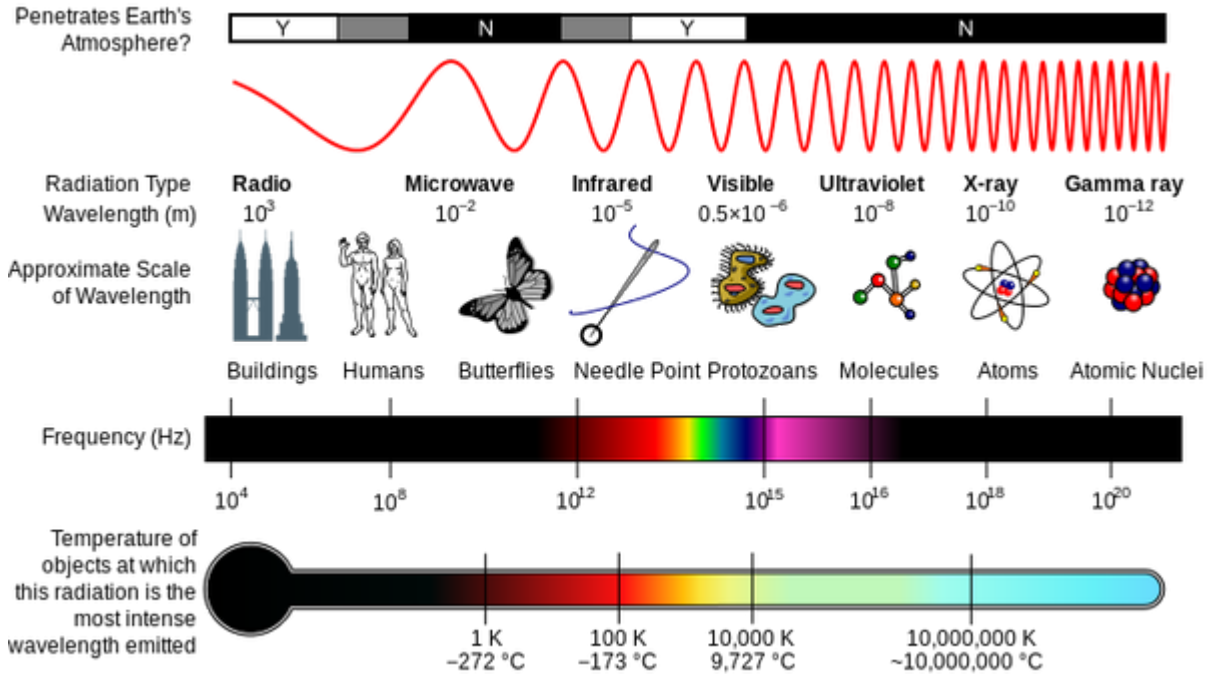 Penetrates Earth's
Atmosphere?
Y N Y N
Radiation Type Radio Microwave Infrared Visible Ultraviolet X-ray Gamma ray
Wavelength (m) 10³ 10⁻² 10⁻⁵ 0.5×10⁻⁶ 10⁻⁸ 10⁻¹⁰ 10⁻¹²
Approximate Scale
of Wavelength
Buildings Humans Butterflies Needle Point Protozoans Molecules Atoms Atomic Nuclei
Frequency (Hz)
10⁴ 10⁸ 10¹² 10¹⁵ 10¹⁶ 10¹⁸ 10²⁰
Temperature of
objects at which
this radiation is the
most intense
wavelength emitted
1 K 100 K 10,000 K 10,000,000 K
−272 °C −173 °C 9,727 °C ~10,000,000 °C